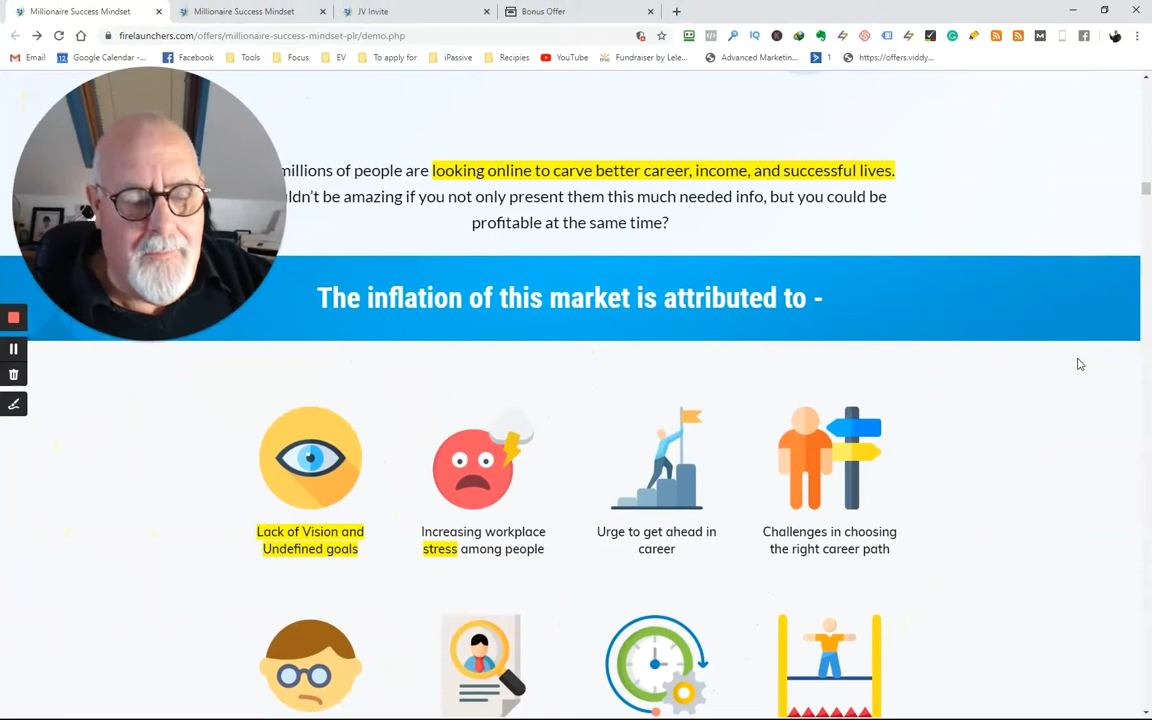 Millionaire Success Mindset
Millionaire Success Mindset
JV Invite
Bonus Offer
firelaunchers.com/offers/millionaire-success-mindset-plr/demo.php
Email
12 Google Calendar -...
Facebook
Tools
Focus
EV
To apply for
iPassive
Recipies
YouTube
Fundraiser by Lele...
Advanced Marketin...
1
https://offers.viddy...
millions of people are looking online to carve better career, income, and successful lives.
ldn't be amazing if you not only present them this much needed info, but you could be
profitable at the same time?
The inflation of this market is attributed to -
Lack of Vision and
Undefined goals
Increasing workplace
stress among people
Urge to get ahead in
career
Challenges in choosing
the right career path